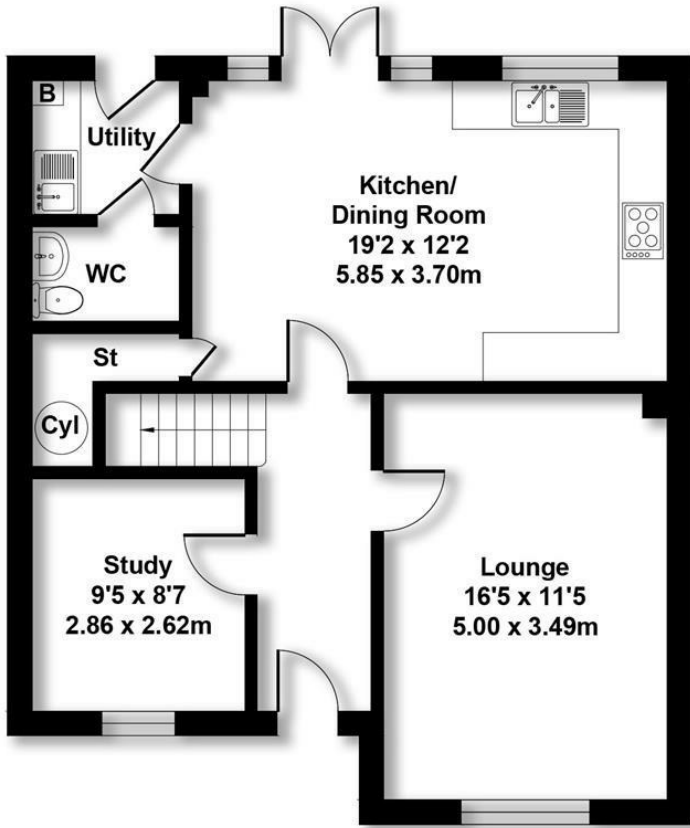 B
Utility
Kitchen/
Dining Room
19'2 x 12'2
5.85 x 3.70m
WC
St
Cyl
Study
9'5 x 8'7
2.86 x 2.62m
Lounge
16'5 x 11'5
5.00 x 3.49m